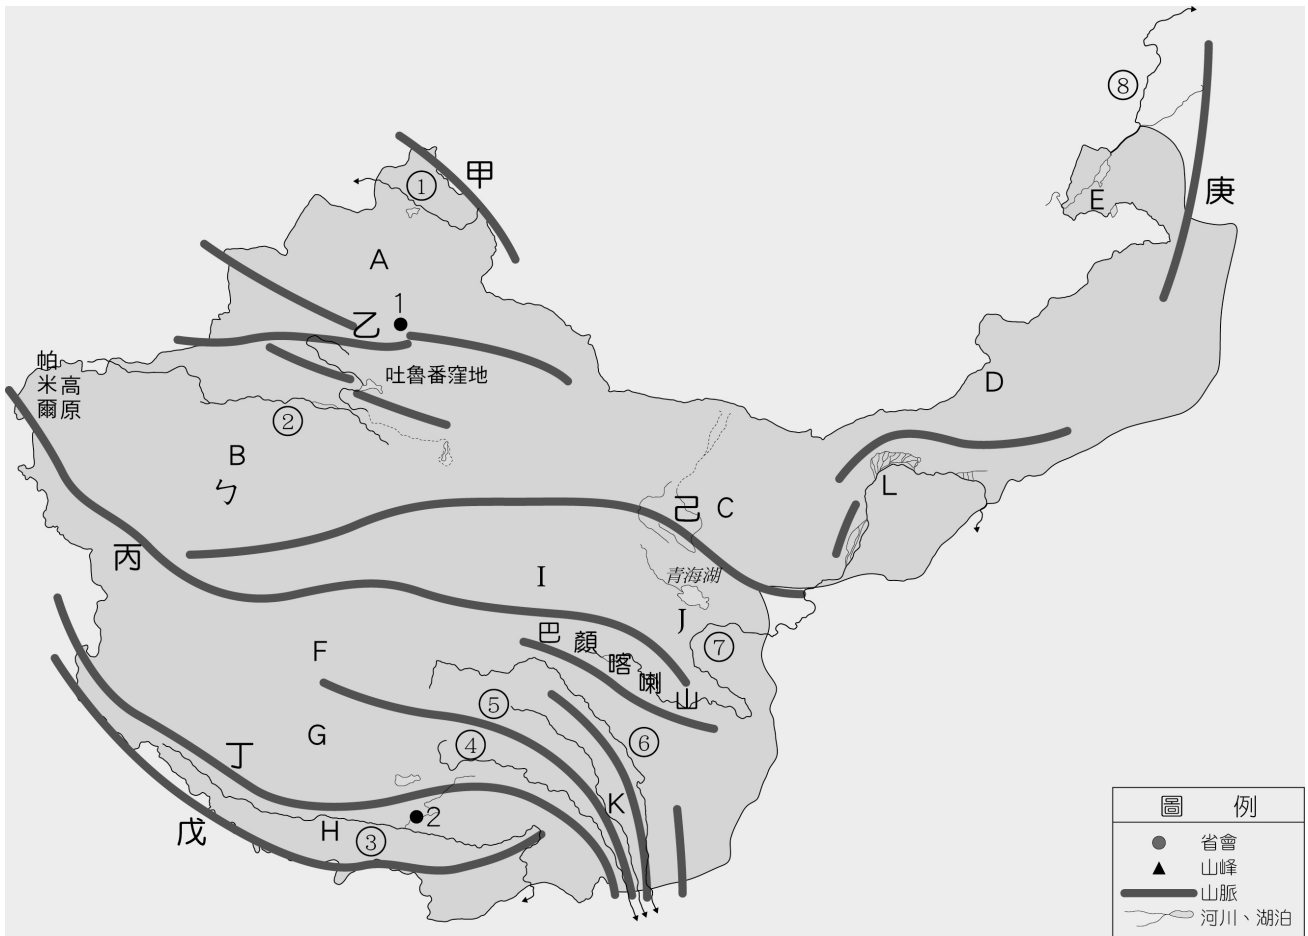 ⑧
甲
①
庚
E
A
1
乙
帕米爾
高原
吐魯番窪地
D
②
B
ㄅ
L
己
C
丙
I
青海湖
J
巴顏喀喇山
⑦
F
⑤
G
④
⑥
丁
K
2
H
③
戊
圖 例
省會
山峰
山脈
河川、湖泊